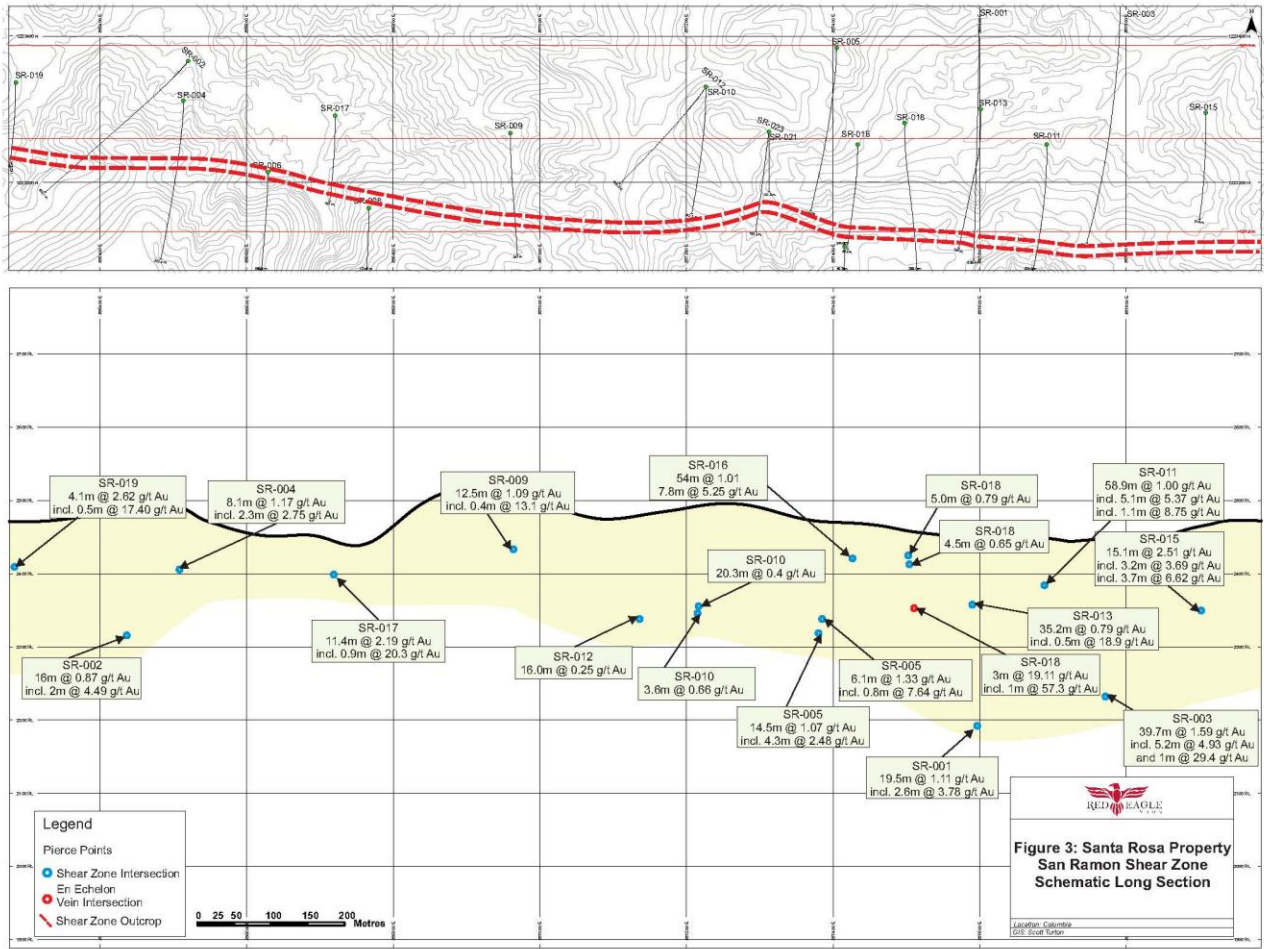 SR-001
SR-003
N
SR-005
SR-002
SR-019
SR-004
SR-012
SR-010
SR-013
SR-017
SR-015
SR-016
SR-009
SR-023
SR-021
SR-018
SR-011
SR-006
SR-019
4.1m @ 2.62 g/t Au
incl. 0.5m @ 17.40 g/t Au
SR-004
8.1m @ 1.17 g/t Au
incl. 2.3m @ 2.75 g/t Au
SR-009
12.5m @ 1.09 g/t Au
incl. 0.4m @ 13.1 g/t Au
SR-016
54m @ 1.01
7.8m @ 5.25 g/t Au
SR-018
5.0m @ 0.79 g/t Au
SR-011
58.9m @ 1.00 g/t Au
incl. 5.1m @ 5.37 g/t Au
incl. 1.1m @ 8.75 g/t Au
SR-018
4.5m @ 0.65 g/t Au
SR-015
15.1m @ 2.51 g/t Au
incl. 3.2m @ 3.69 g/t Au
incl. 3.7m @ 6.62 g/t Au
SR-010
20.3m @ 0.4 g/t Au
SR-017
11.4m @ 2.19 g/t Au
incl. 0.9m @ 20.3 g/t Au
SR-013
35.2m @ 0.79 g/t Au
incl. 0.5m @ 18.9 g/t Au
SR-002
16m @ 0.87 g/t Au
incl. 2m @ 4.49 g/t Au
SR-012
16.0m @ 0.25 g/t Au
SR-010
3.6m @ 0.66 g/t Au
SR-005
6.1m @ 1.33 g/t Au
incl. 0.8m @ 7.64 g/t Au
SR-018
3m @ 19.11 g/t Au
incl. 1m @ 57.3 g/t Au
SR-005
14.5m @ 1.07 g/t Au
incl. 4.3m @ 2.48 g/t Au
SR-003
39.7m @ 1.59 g/t Au
incl. 5.2m @ 4.93 g/t Au
and 1m @ 29.4 g/t Au
SR-001
19.5m @ 1.11 g/t Au
incl. 2.6m @ 3.78 g/t Au
Legend
Pierce Points
Shear Zone Intersection
En Echelon
Vein Intersection
Shear Zone Outcrop
0 25 50 100 150 200
Metres
RED EAGLE
Figure 3: Santa Rosa Property
San Ramon Shear Zone
Schematic Long Section
Location: Columbia
GIS: Scott Turton